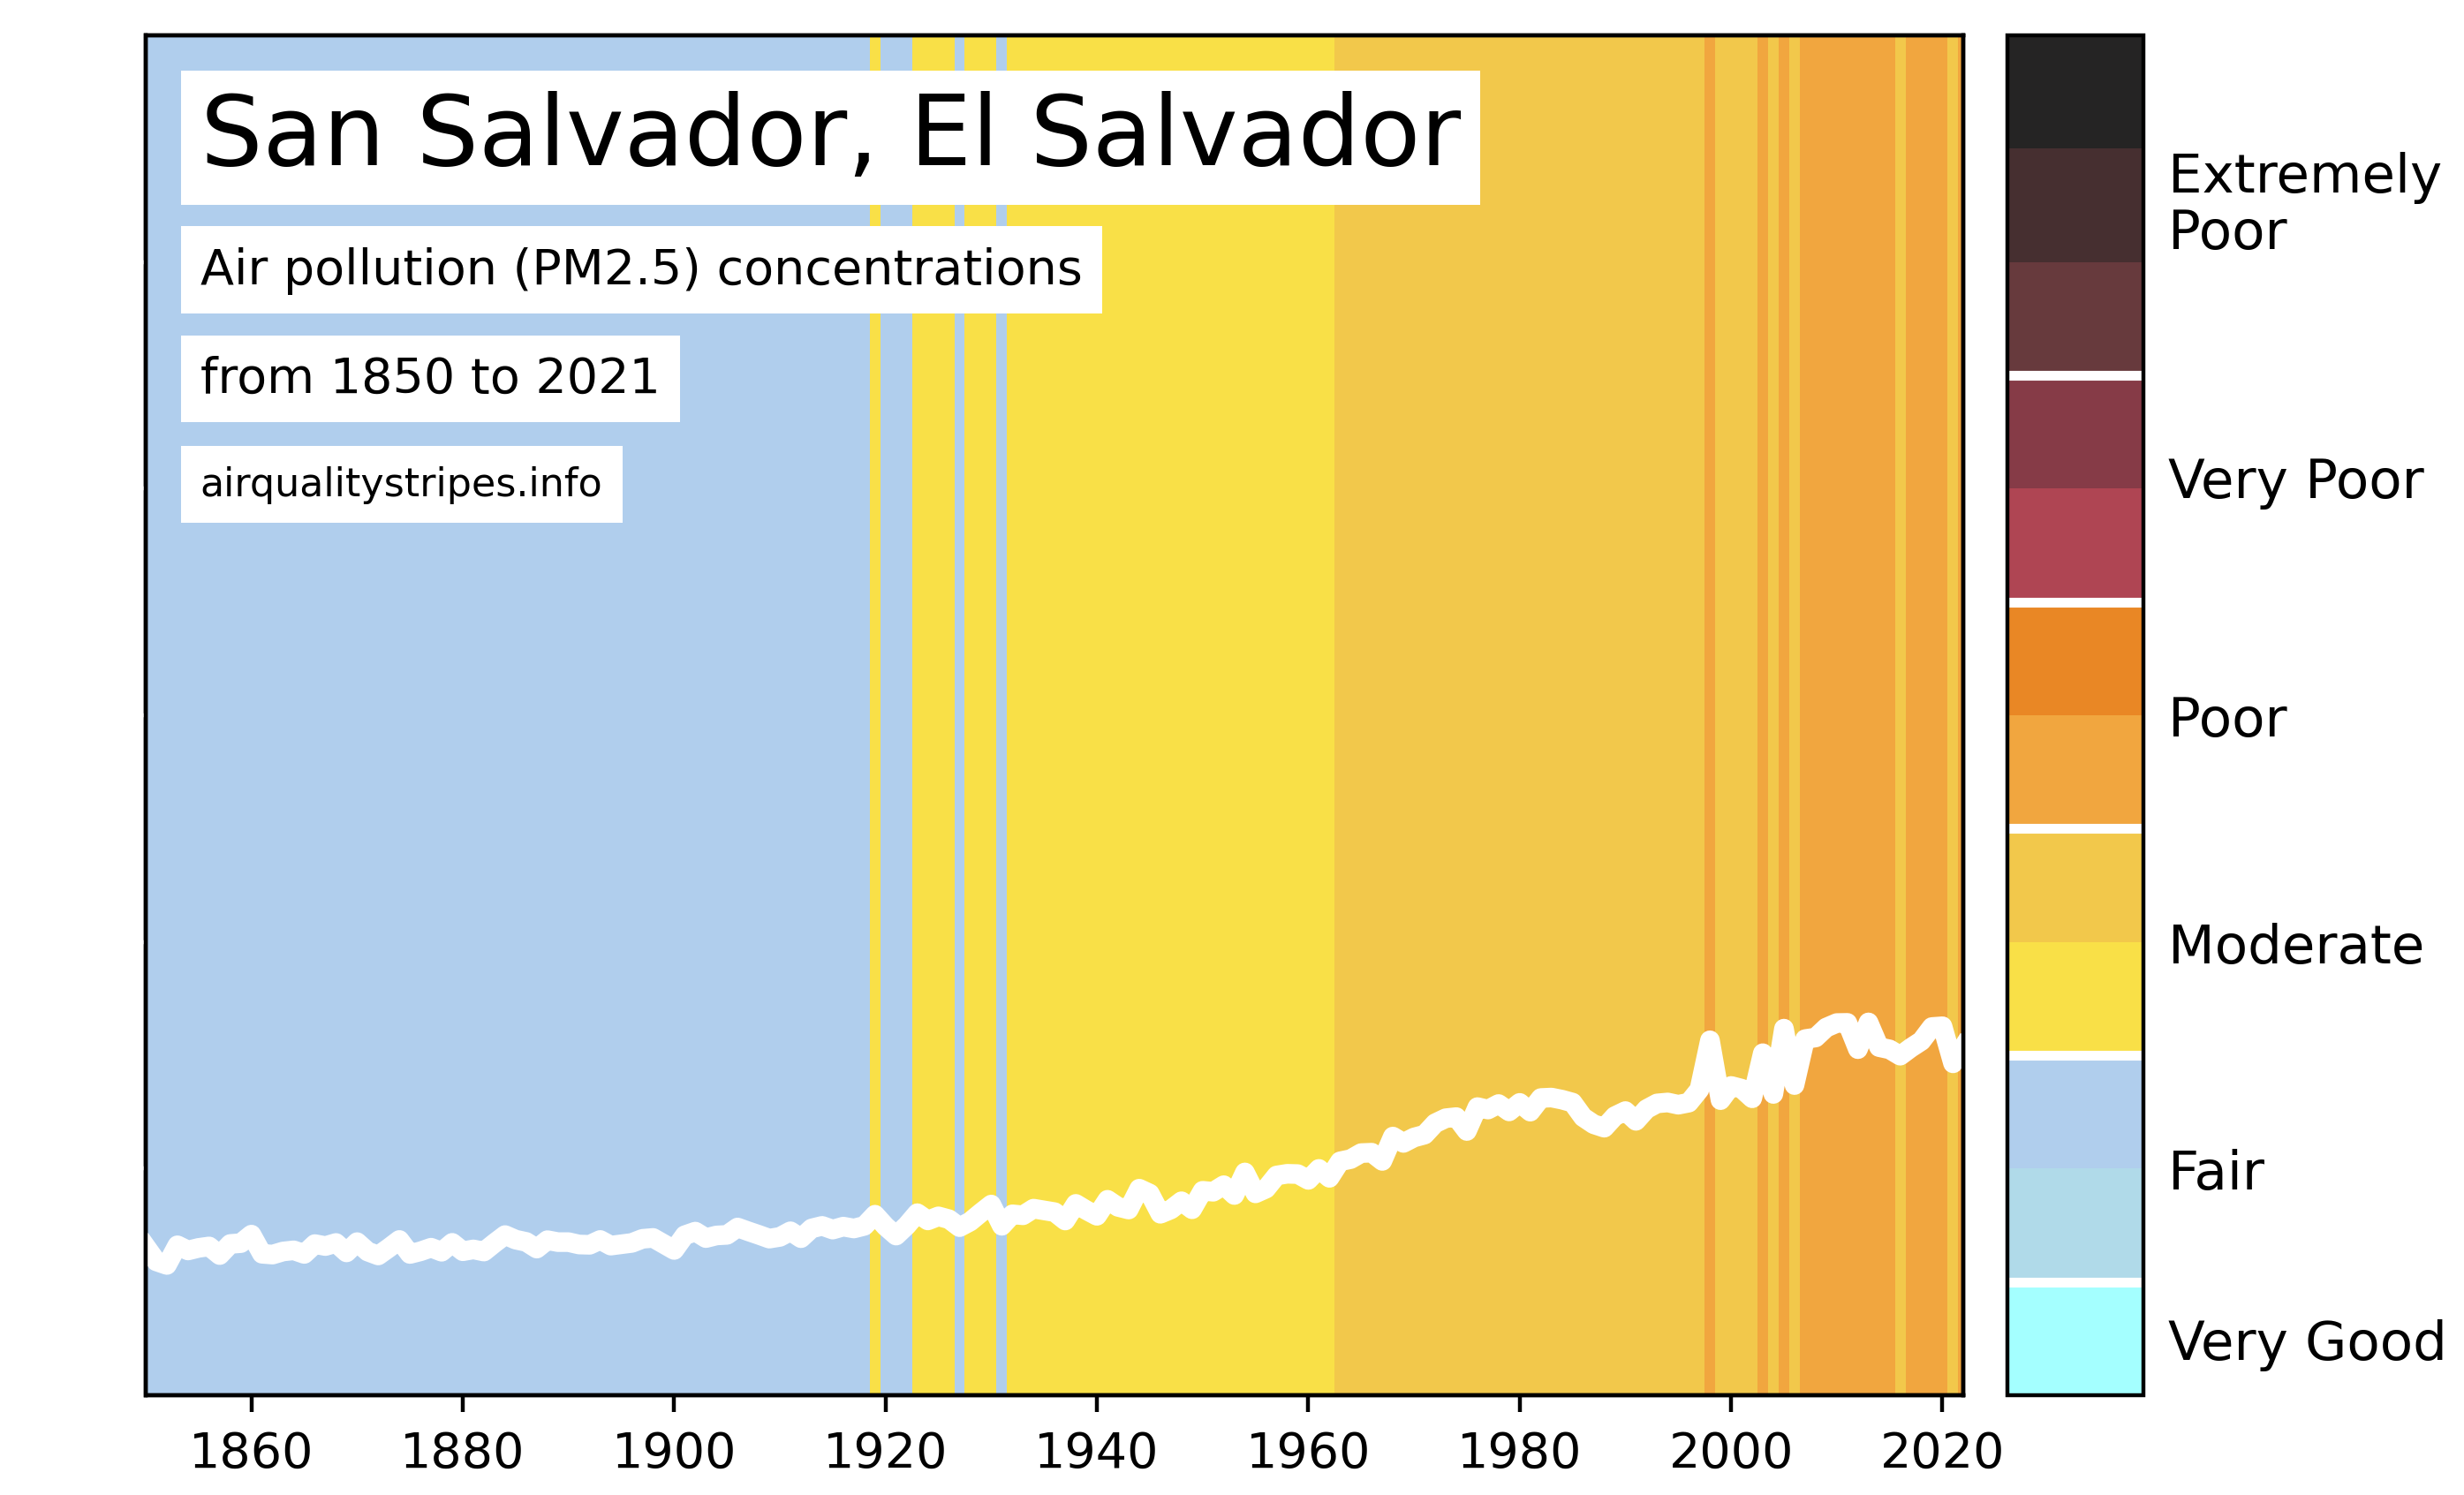 San Salvador, El Salvador
Air pollution (PM2.5) concentrations
from 1850 to 2021
airqualitystripes.info
Extremely
Poor
Very Poor
Poor
Moderate
Fair
Very Good
1860 1880 1900 1920 1940 1960 1980 2000 2020